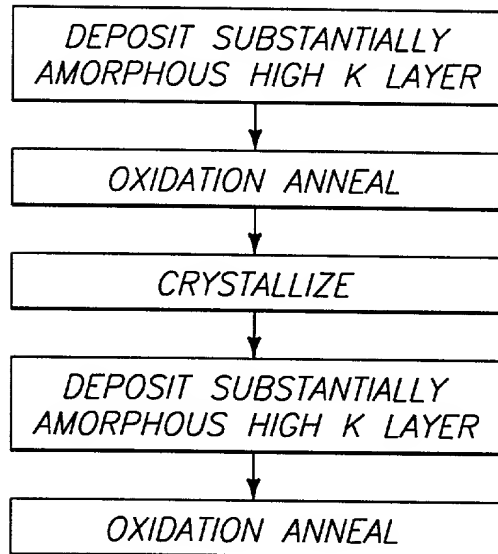 DEPOSIT SUBSTANTIALLY
AMORPHOUS HIGH K LAYER
OXIDATION ANNEAL
CRYSTALLIZE
DEPOSIT SUBSTANTIALLY
AMORPHOUS HIGH K LAYER
OXIDATION ANNEAL